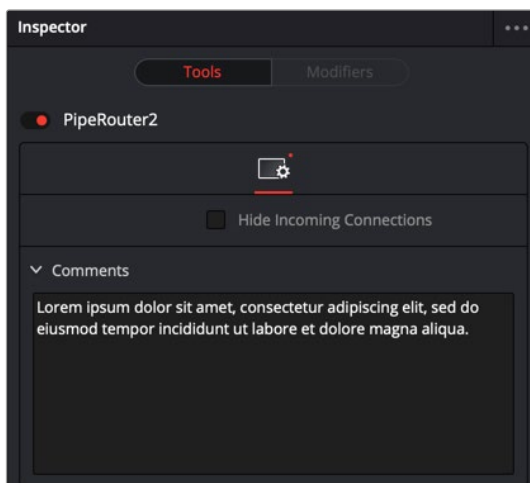 Inspector
Tools
Modifiers
PipeRouter2
Hide Incoming Connections
Comments
Lorem ipsum dolor sit amet, consectetur adipiscing elit, sed do
eiusmod tempor incididunt ut labore et dolore magna aliqua.